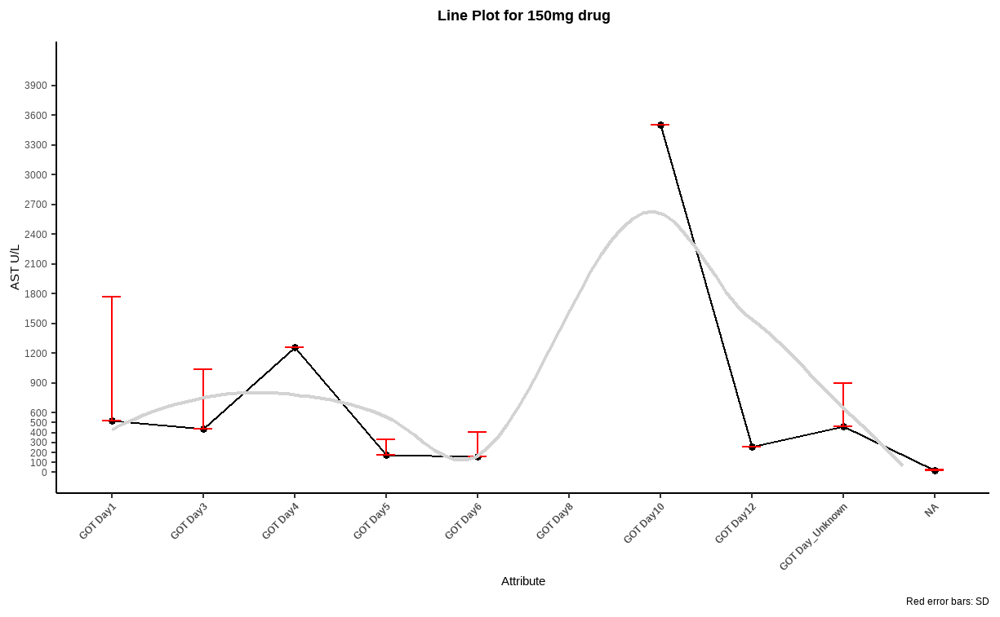 Line Plot for 150mg drug
AST U/L
3900
3600
3300
3000
2700
2400
2100
1800
1500
1200
900
600
500
400
300
200
100
0
GOT Day1
GOT Day3
GOT Day4
GOT Day5
GOT Day6
GOT Day8
GOT Day10
GOT Day12
GOT Day_Unknown
NA
Attribute
Red error bars: SD